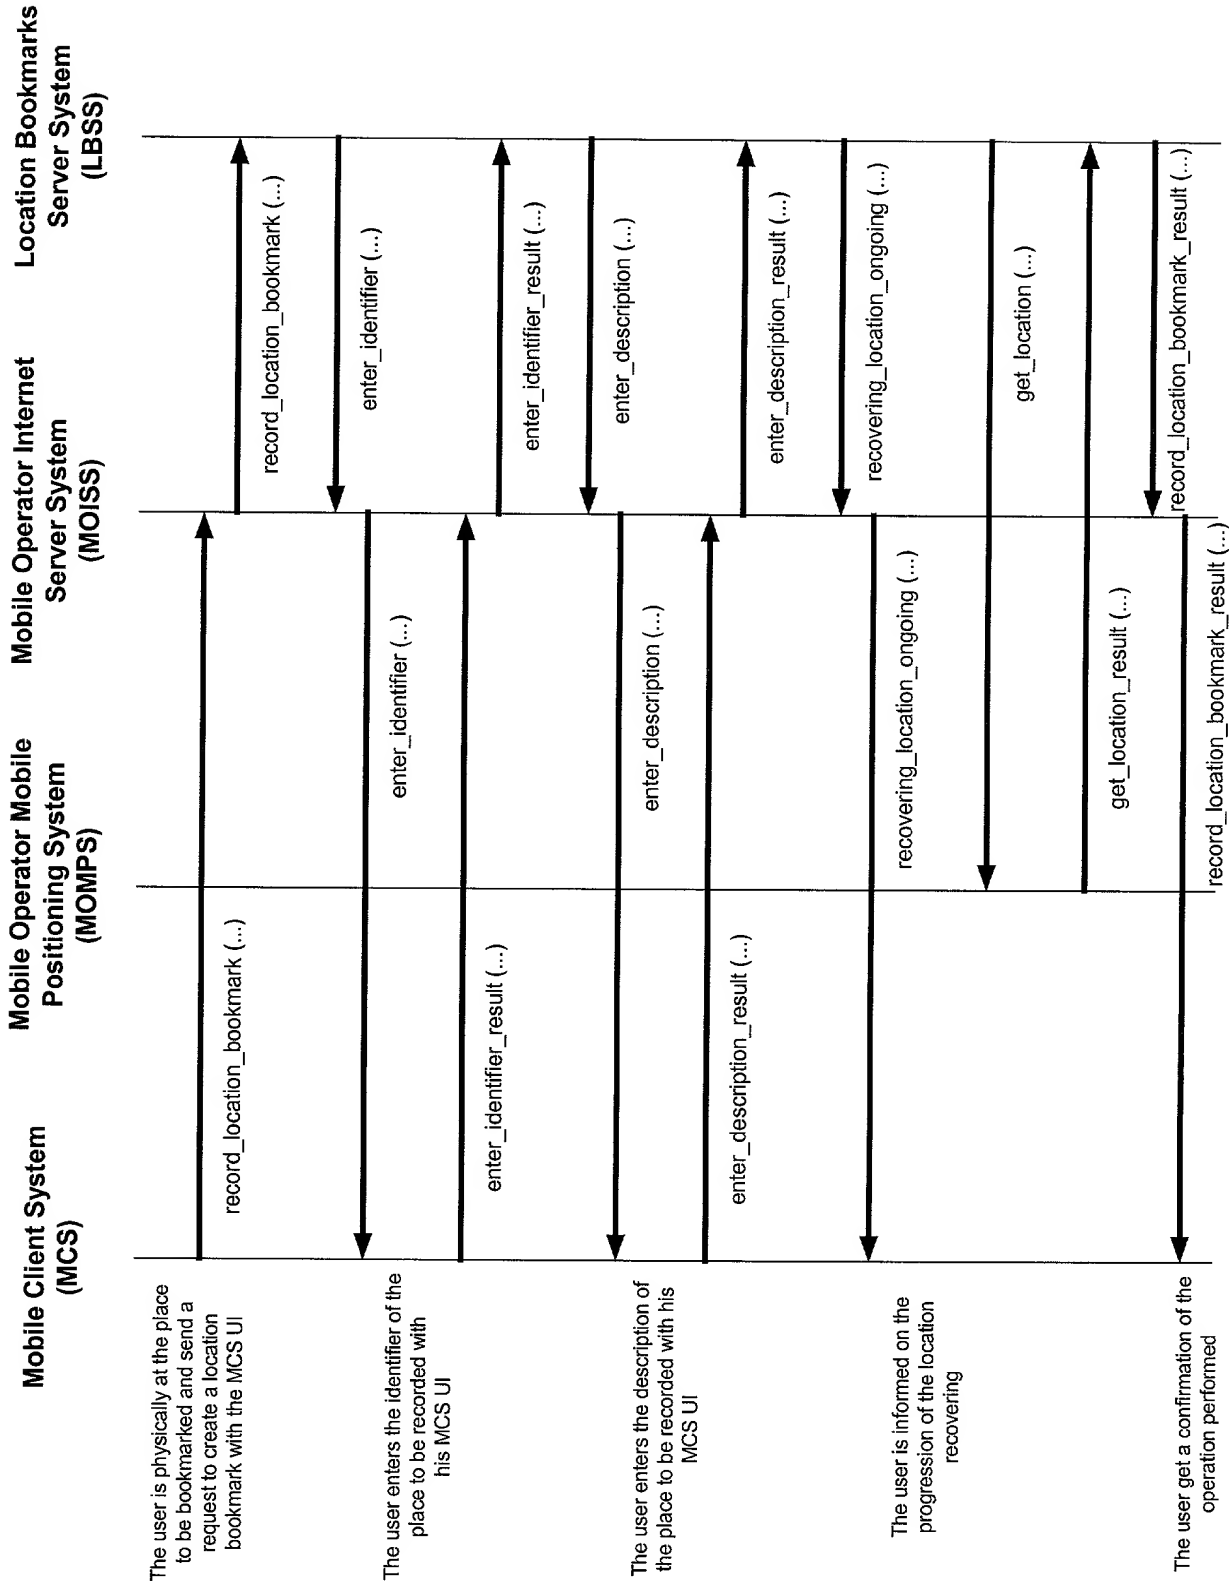 Mobile Client System
(MCS)
Mobile Operator Mobile
Positioning System
(MOMPS)
Mobile Operator Internet
Server System
(MOISS)
Location Bookmarks
Server System
(LBSS)
The user is physically at the place
to be bookmarked and send a
request to create a location
bookmark with the MCS UI
record_location_bookmark (...)
record_location_bookmark (...)
enter_identifier (...)
enter_identifier (...)
The user enters the identifier of the
place to be recorded with
his MCS UI
enter_identifier_result (...)
enter_identifier_result (...)
enter_description (...)
enter_description (...)
The user enters the description of
the place to be recorded with his
MCS UI
enter_description_result (...)
enter_description_result (...)
recovering_location_ongoing (...)
recovering_location_ongoing (...)
The user is informed on the
progression of the location
recovering
get_location (...)
get_location_result (...)
record_location_bookmark_result (...)
record_location_bookmark_result (...)
The user get a confirmation of the
operation performed